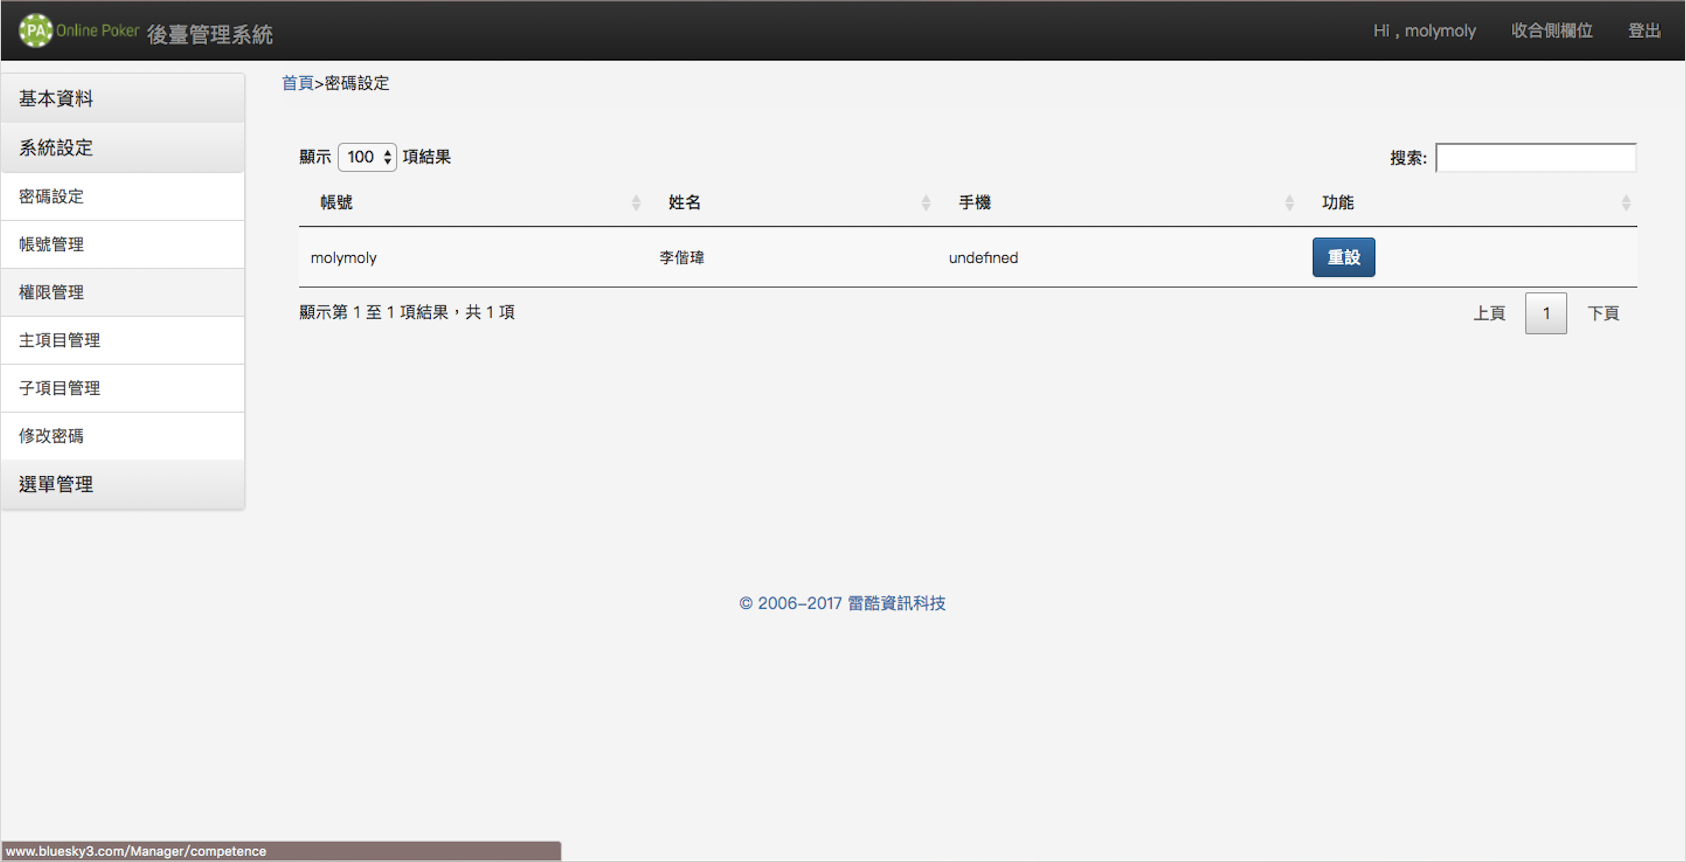 PA Online Poker 後臺管理系統 Hi , molymoly 收合側欄位 登出
首頁>密碼設定
基本資料
系統設定
密碼設定
帳號管理
權限管理
主項目管理
子項目管理
修改密碼
選單管理
顯示 100 項結果 搜索:
帳號 姓名 手機 功能
molymoly 李偕瑋 undefined 重設
顯示第 1 至 1 項結果，共 1 項 上頁 1 下頁
© 2006-2017 雷酷資訊科技
www.bluesky3.com/Manager/competence